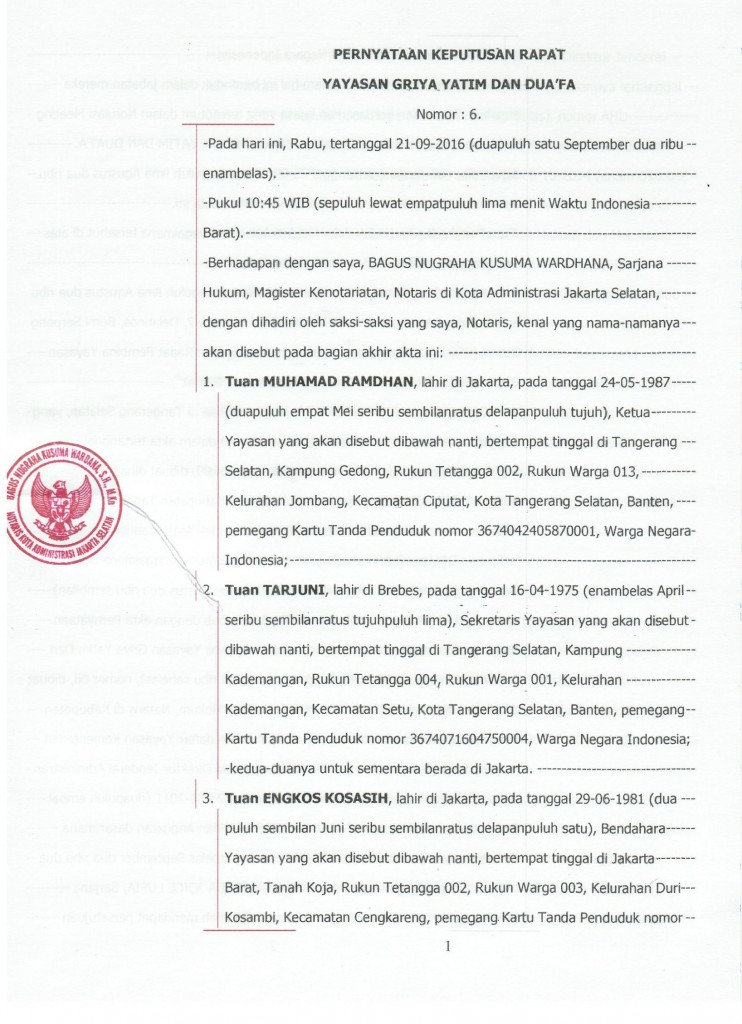 PERNYATAAN KEPUTUSAN RAPAT
YAYASAN GRIYA YATIM DAN DUA'FA
Nomor : 6.
-Pada hari ini, Rabu, tertanggal 21-09-2016 (duapuluh satu September dua ribu --
enambelas). ---
-Pukul 10:45 WIB (sepuluh lewat empatpuluh lima menit Waktu Indonesia ---
Barat). ---
-Berhadapan dengan saya, BAGUS NUGRAHA KUSUMA WARDHANA, Sarjana ---
Hukum, Magister Kenotariatan, Notaris di Kota Administrasi Jakarta Selatan, ---
dengan dihadiri oleh saksi-saksi yang saya, Notaris, kenal yang nama-namanya ---
akan disebut pada bagian akhir akta ini: ---
1. Tuan MUHAMAD RAMDHAN, lahir di Jakarta, pada tanggal 24-05-1987 ---
(duapuluh empat Mei seribu sembilanratus delapanpuluh tujuh), Ketua ---
Yayasan yang akan disebut dibawah nanti, bertempat tinggal di Tangerang ---
Selatan, Kampung Gedong, Rukun Tetangga 002, Rukun Warga 013, ---
Kelurahan Jombang, Kecamatan Ciputat, Kota Tangerang Selatan, Banten, ----
pemegang Kartu Tanda Penduduk nomor 3674042405870001, Warga Negara-
Indonesia; ---
2. Tuan TARJUNI, lahir di Brebes, pada tanggal 16-04-1975 (enambelas April --
seribu sembilanratus tujuhpuluh lima), Sekretaris Yayasan yang akan disebut-
dibawah nanti, bertempat tinggal di Tangerang Selatan, Kampung ---
Kademangan, Rukun Tetangga 004, Rukun Warga 001, Kelurahan ---
Kademangan, Kecamatan Setu, Kota Tangerang Selatan, Banten, pemegang--
Kartu Tanda Penduduk nomor 3674071604750004, Warga Negara Indonesia;
-kedua-duanya untuk sementara berada di Jakarta. ---
3. Tuan ENGKOS KOSASIH, lahir di Jakarta, pada tanggal 29-06-1981 (dua ---
puluh sembilan Juni seribu sembilanratus delapanpuluh satu), Bendahara------
Yayasan yang akan disebut dibawah nanti, bertempat tinggal di Jakarta ---
Barat, Tanah Koja, Rukun Tetangga 002, Rukun Warga 003, Kelurahan Duri---
Kosambi, Kecamatan Cengkareng, pemegang Kartu Tanda Penduduk nomor --
1
BAGUS NUGRAHA KUSUMA WARDANA, S.H., M.Kn
NOTARIS KOTA ADMINISTRASI JAKARTA SELATAN